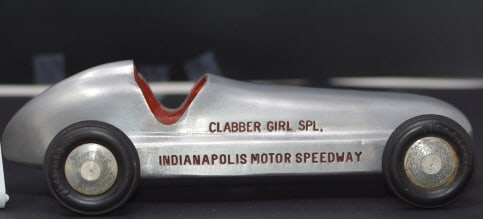 CLABBER GIRL SPL.
INDIANAPOLIS MOTOR SPEEDWAY